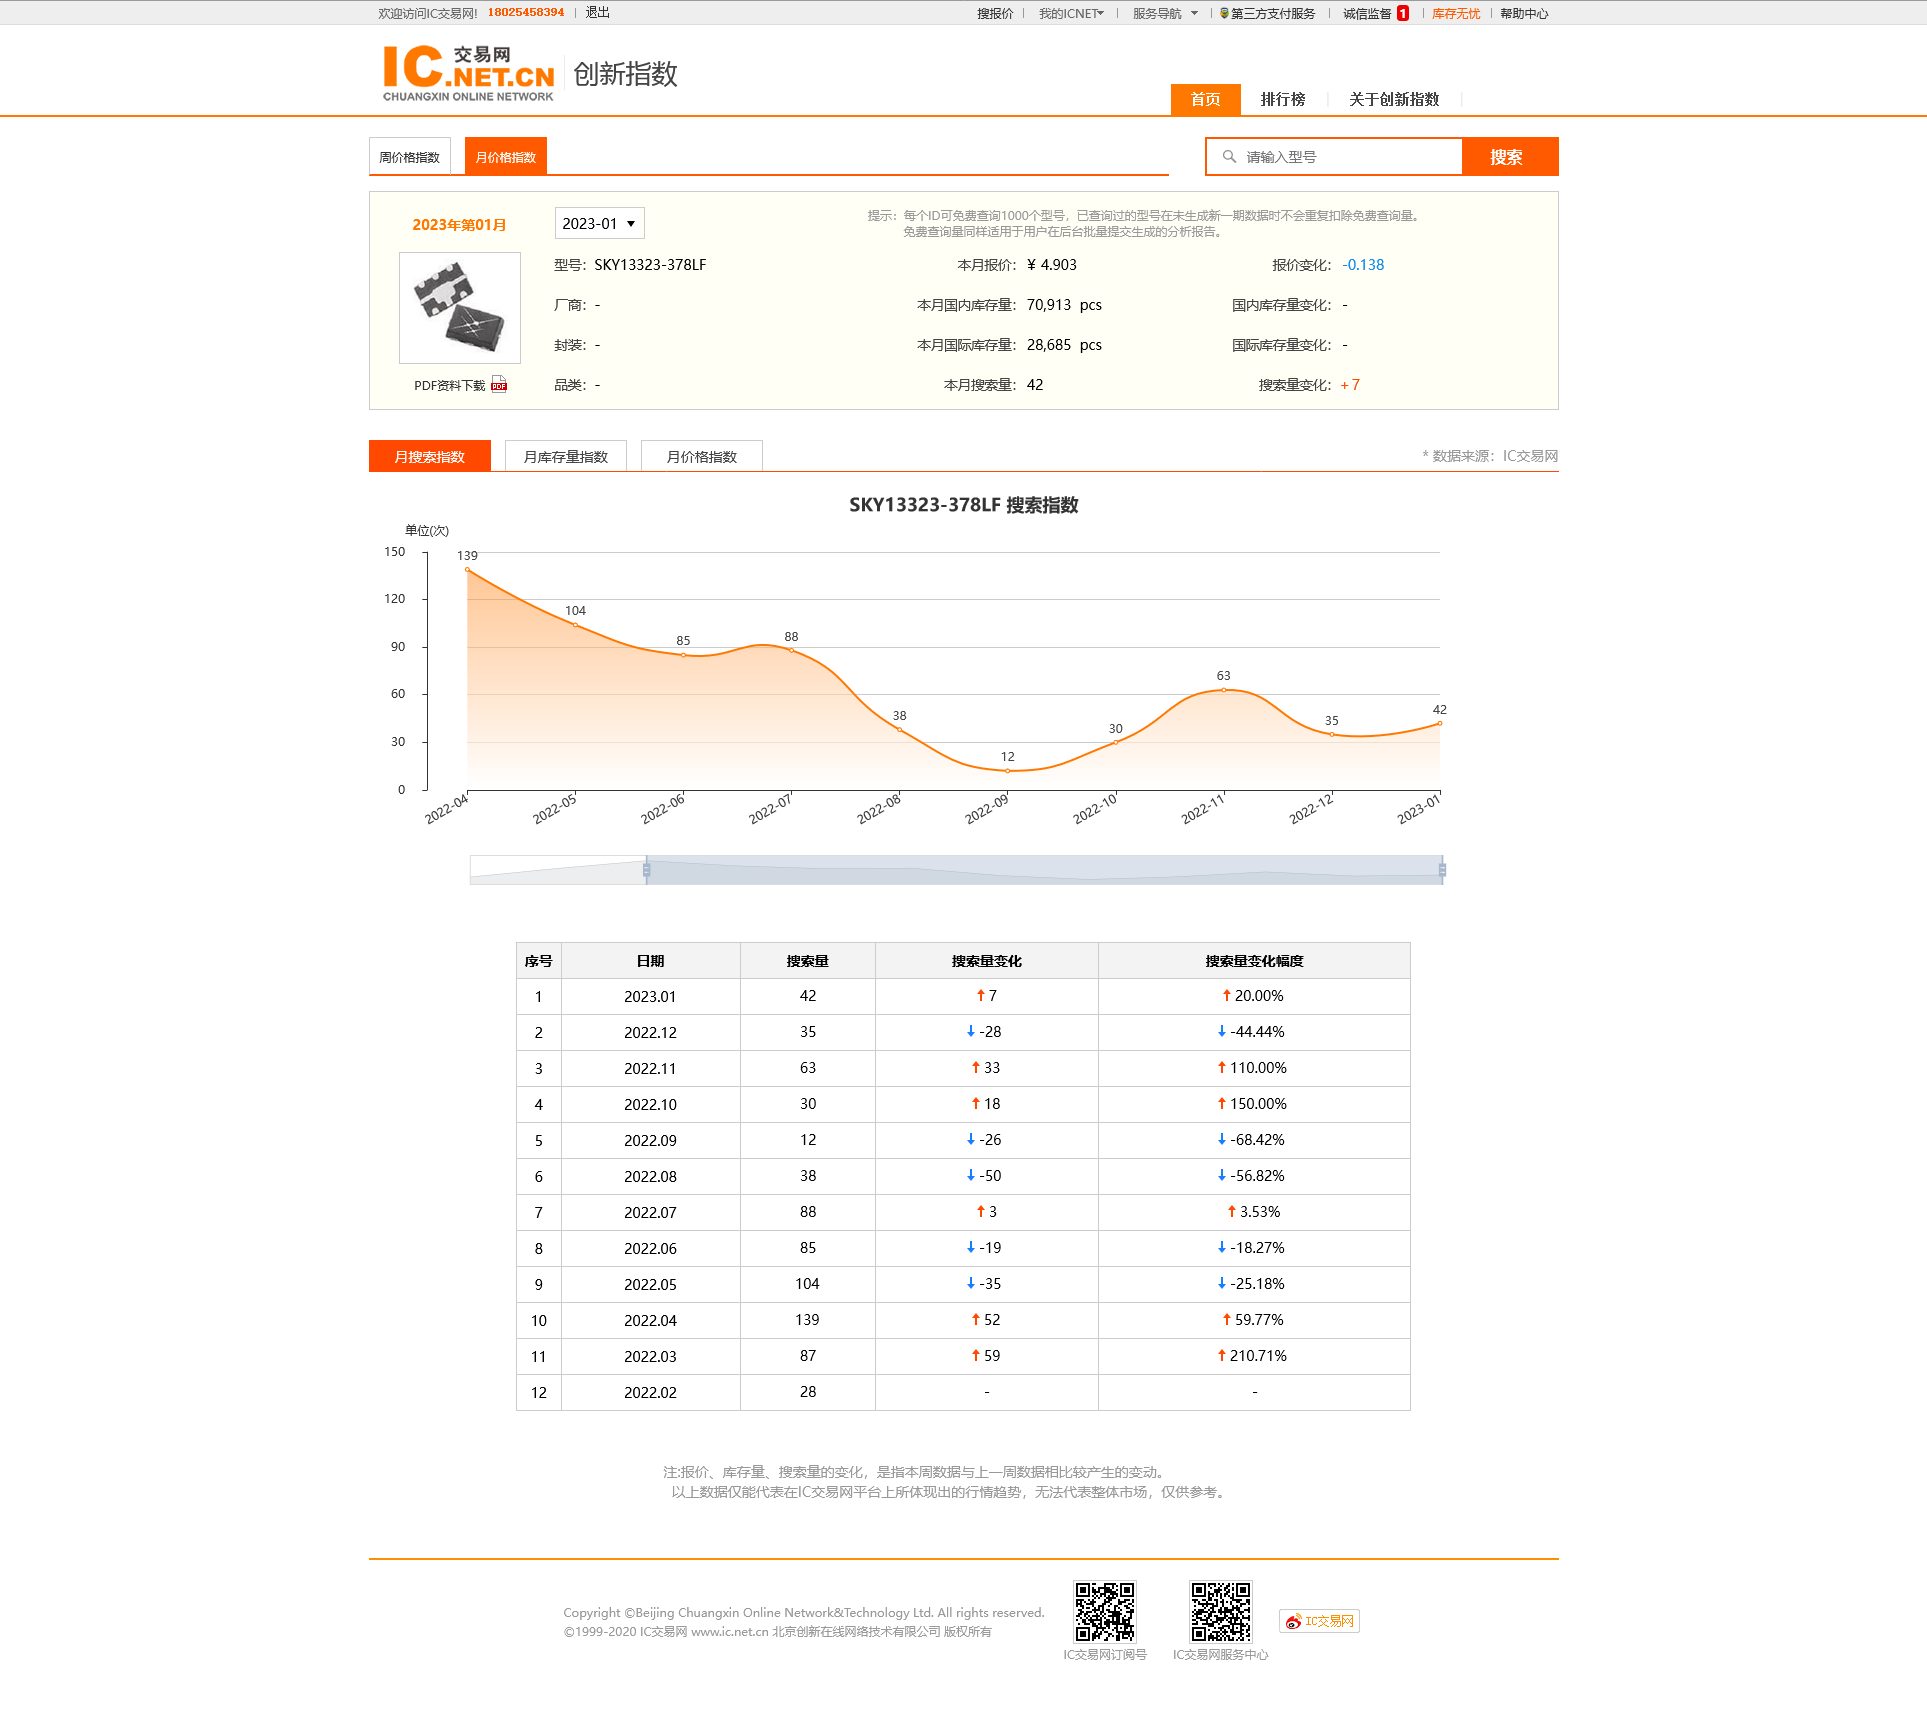 欢迎访问IC交易网! 18025458394 退出 搜报价 我的ICNET 服务导航 第三方支付服务 诚信监督 1 库存无忧 帮助中心
IC.NET.CN 交易网
CHUANGXIN ONLINE NETWORK
创新指数
首页 排行榜 关于创新指数
周价格指数 月价格指数 请输入型号 搜索
2023年第01月 2023-01
提示：每个ID可免费查询1000个型号，已查询过的型号在未生成新一期数据时不会重复扣除免费查询量。
免费查询量同样适用于用户在后台批量提交生成的分析报告。
型号：SKY13323-378LF 本月报价：¥ 4.903 报价变化：-0.138
厂商：- 本月国内库存量：70,913 pcs 国内库存量变化：-
封装：- 本月国际库存量：28,685 pcs 国际库存量变化：-
PDF资料下载 PDF 品类：- 本月搜索量：42 搜索量变化：+ 7
月搜索指数 月库存量指数 月价格指数 * 数据来源：IC交易网
SKY13323-378LF 搜索指数
单位(次)
150
120
90
60
30
0
139 104 85 88 38 12 30 63 35 42
2022-04 2022-05 2022-06 2022-07 2022-08 2022-09 2022-10 2022-11 2022-12 2023-01
序号 日期 搜索量 搜索量变化 搜索量变化幅度
1 2023.01 42 ↑ 7 ↑ 20.00%
2 2022.12 35 ↓ -28 ↓ -44.44%
3 2022.11 63 ↑ 33 ↑ 110.00%
4 2022.10 30 ↑ 18 ↑ 150.00%
5 2022.09 12 ↓ -26 ↓ -68.42%
6 2022.08 38 ↓ -50 ↓ -56.82%
7 2022.07 88 ↑ 3 ↑ 3.53%
8 2022.06 85 ↓ -19 ↓ -18.27%
9 2022.05 104 ↓ -35 ↓ -25.18%
10 2022.04 139 ↑ 52 ↑ 59.77%
11 2022.03 87 ↑ 59 ↑ 210.71%
12 2022.02 28 - -
注:报价、库存量、搜索量的变化，是指本周数据与上一周数据相比较产生的变动。
以上数据仅能代表在IC交易网平台上所体现出的行情趋势，无法代表整体市场，仅供参考。
Copyright ©Beijing Chuangxin Online Network&Technology Ltd. All rights reserved.
©1999-2020 IC交易网 www.ic.net.cn 北京创新在线网络技术有限公司 版权所有
IC交易网订阅号 IC交易网服务中心 IC交易网